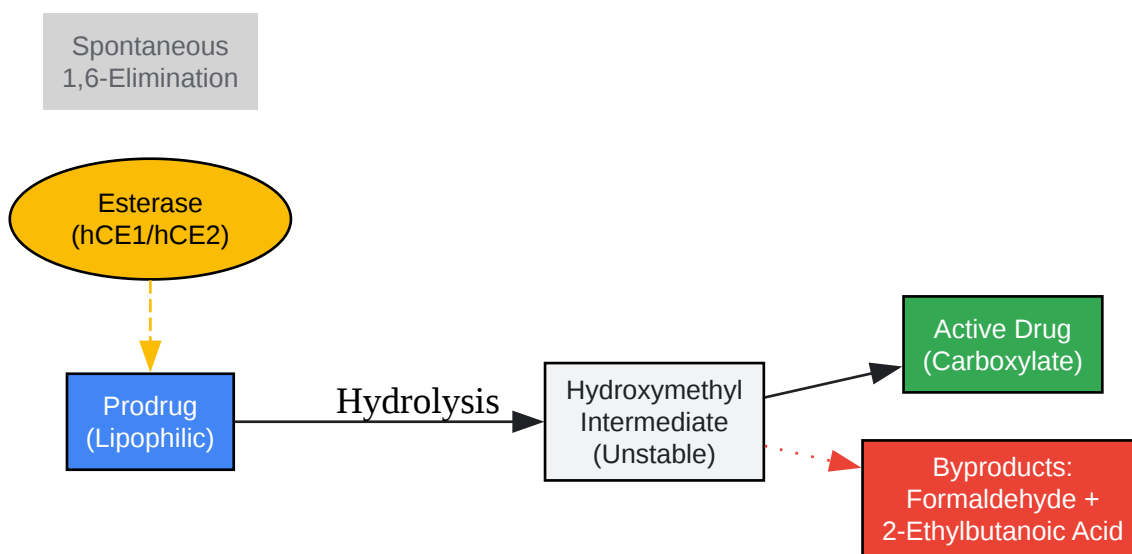 Spontaneous
1,6-Elimination
Esterase
(hCE1/hCE2)
Prodrug
(Lipophilic)
Hydrolysis
Hydroxymethyl
Intermediate
(Unstable)
Active Drug
(Carboxylate)
Byproducts:
Formaldehyde +
2-Ethylbutanoic Acid